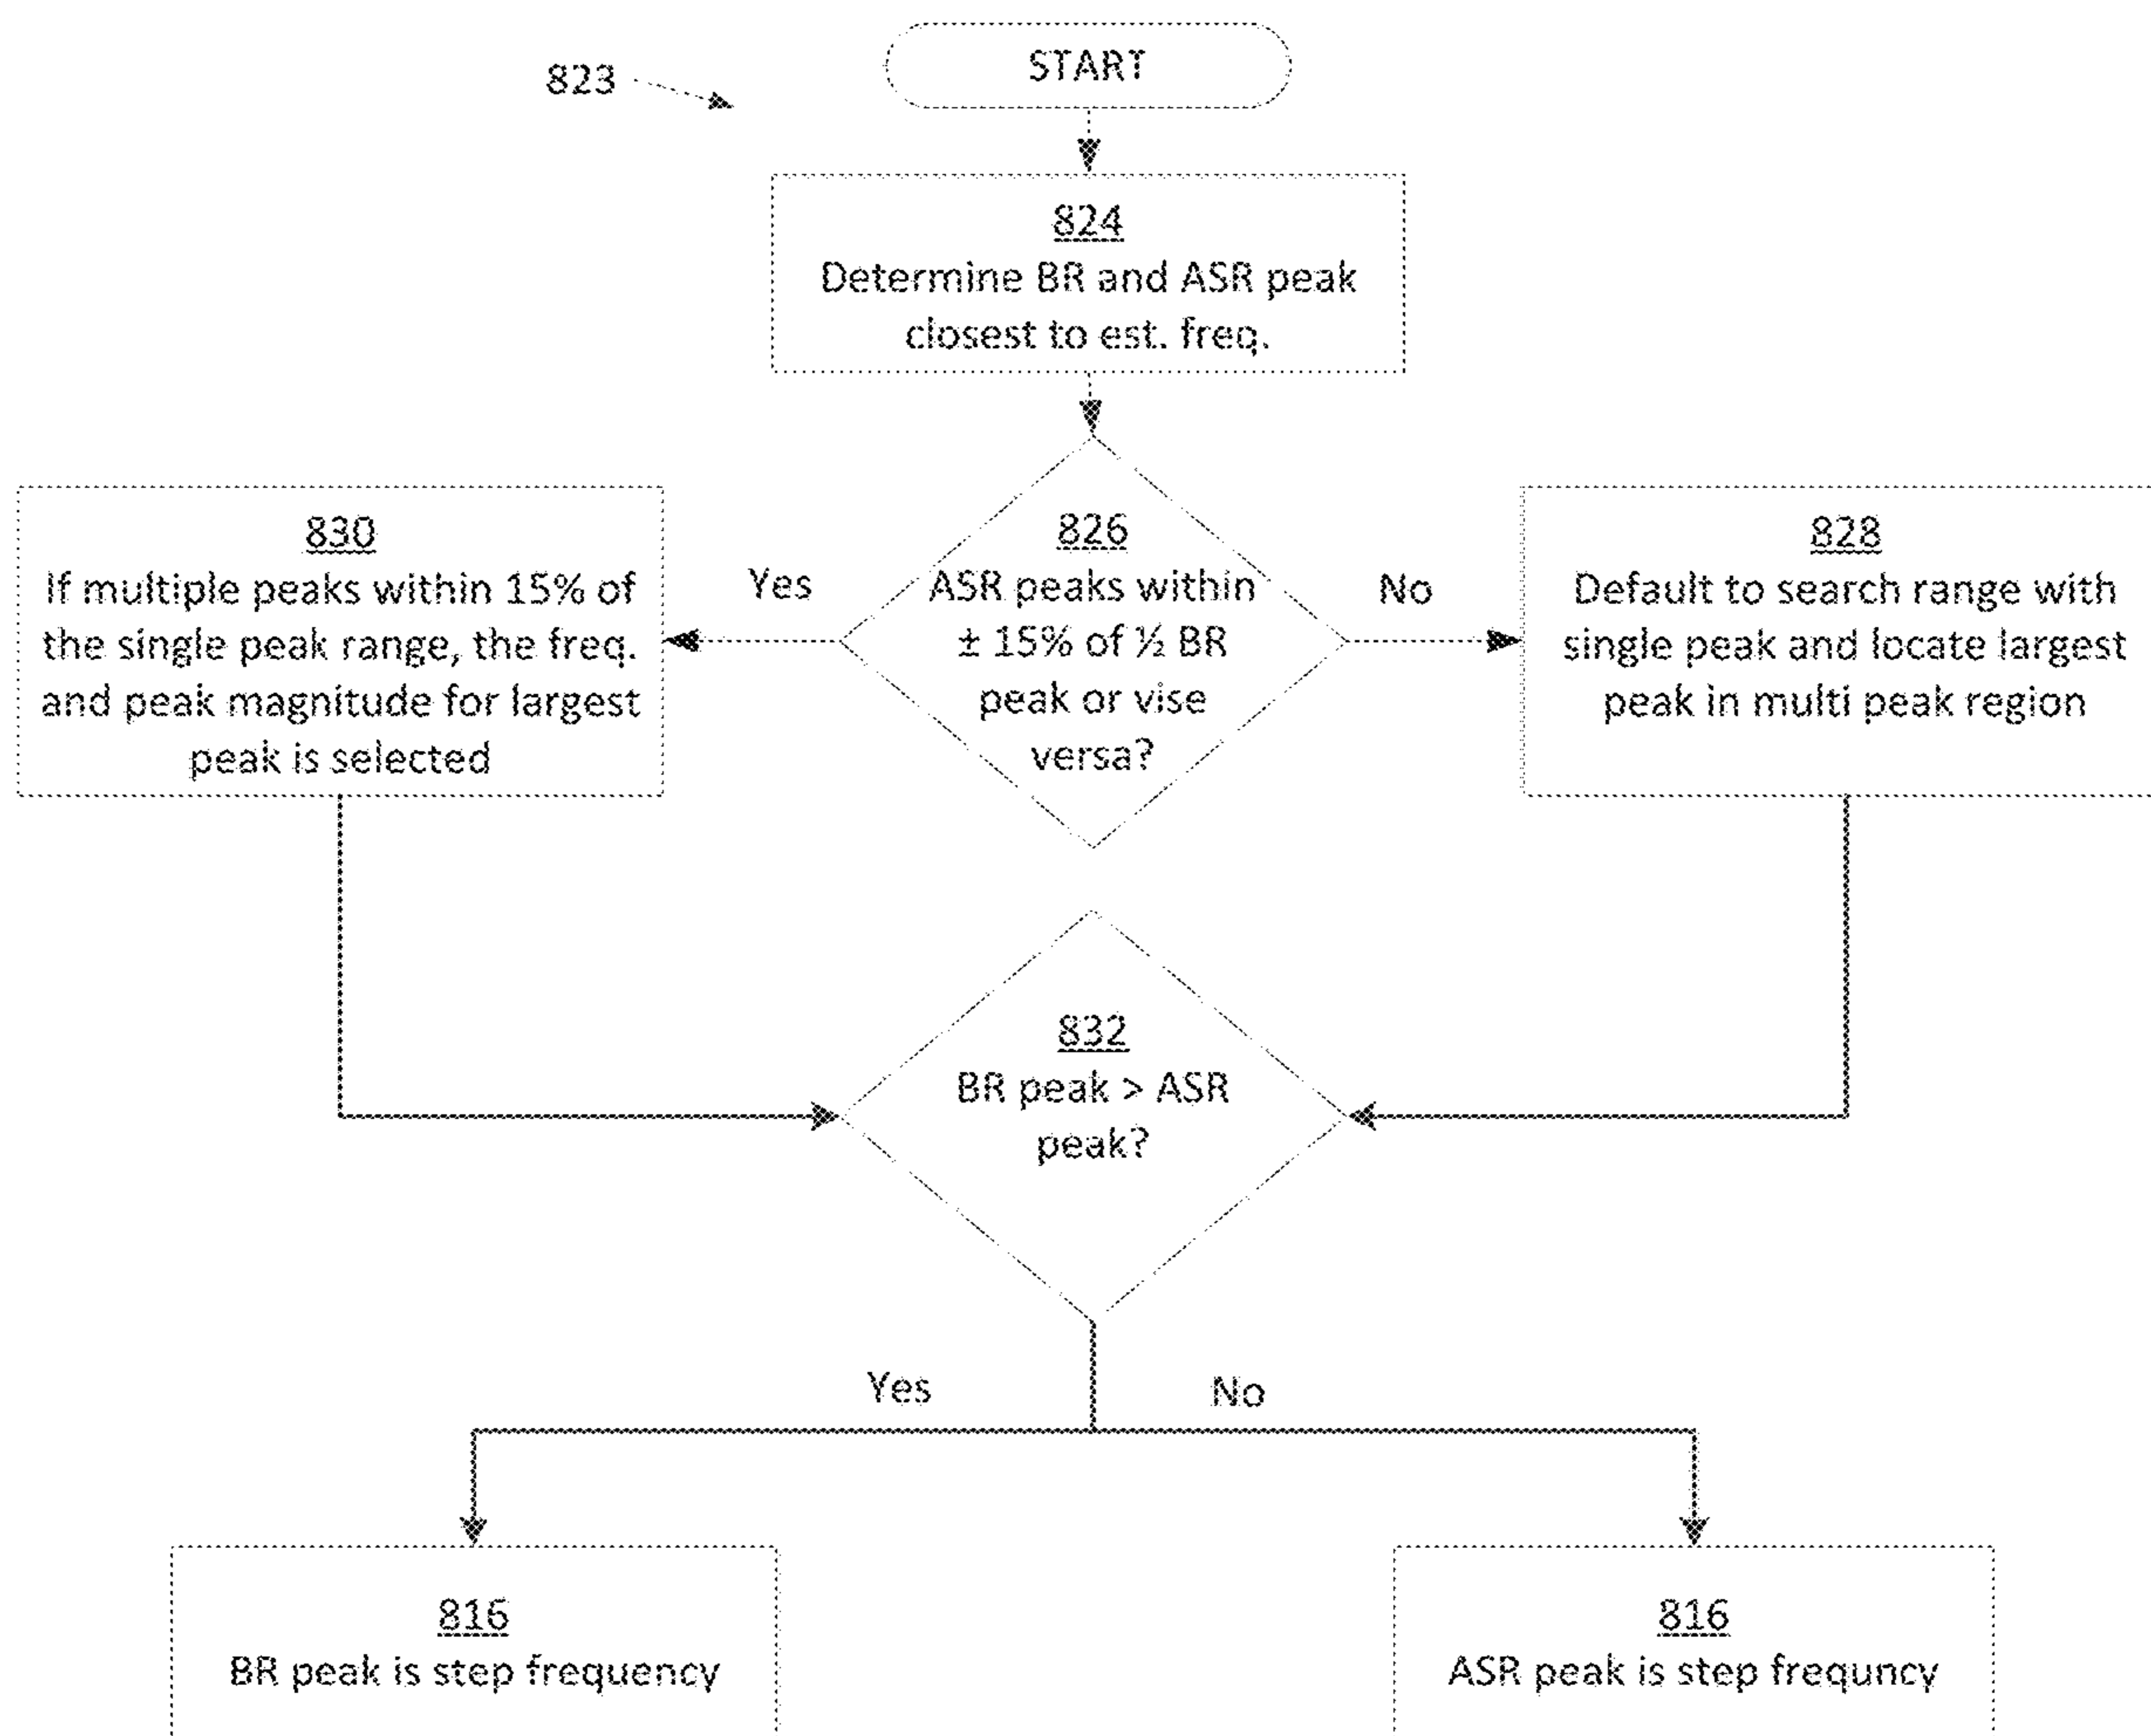 START
823
824
Determine BR and ASR peak
closest to est. freq.
830
If multiple peaks within 15% of
the single peak range, the freq.
and peak magnitude for largest
peak is selected
Yes
826
ASR peaks within
± 15% of ½ BR
peak or vise
versa?
No
828
Default to search range with
single peak and locate largest
peak in multi peak region
832
BR peak > ASR
peak?
Yes
No
816
BR peak is step frequency
816
ASR peak is step frequncy